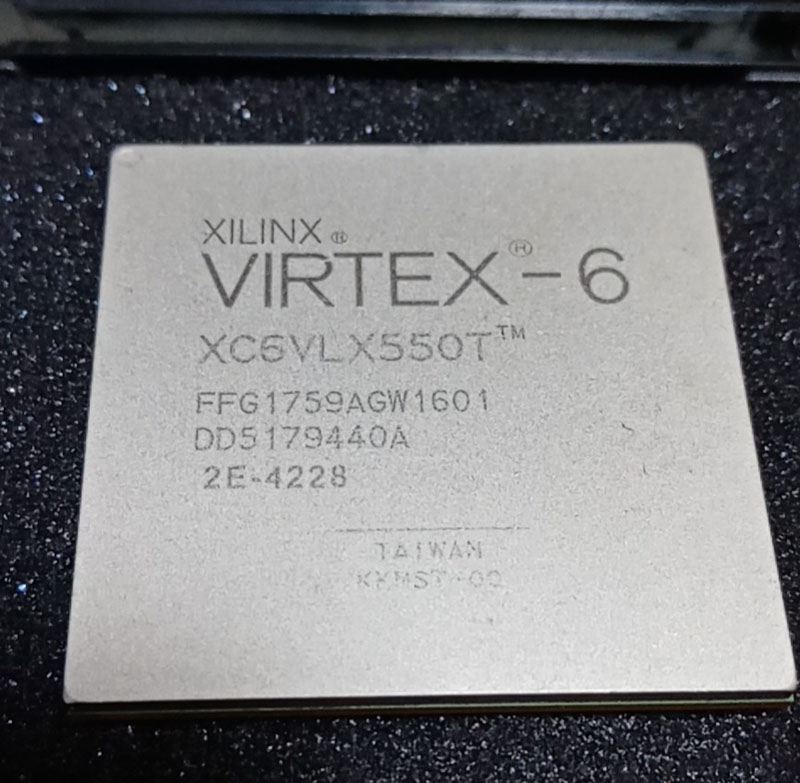 XILINX®
VIRTEX®-6
XC6VLX550T™
FFG1759AGW1601
DD5179440A
2E-4228
TAIWAN